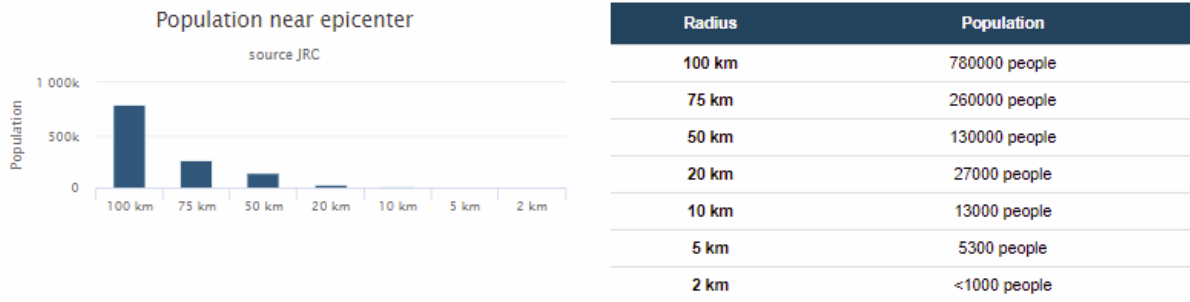 Population near epicenter
source JRC
Population
1 000k
500k
0
100 km 75 km 50 km 20 km 10 km 5 km 2 km
Radius Population
100 km 780000 people
75 km 260000 people
50 km 130000 people
20 km 27000 people
10 km 13000 people
5 km 5300 people
2 km <1000 people